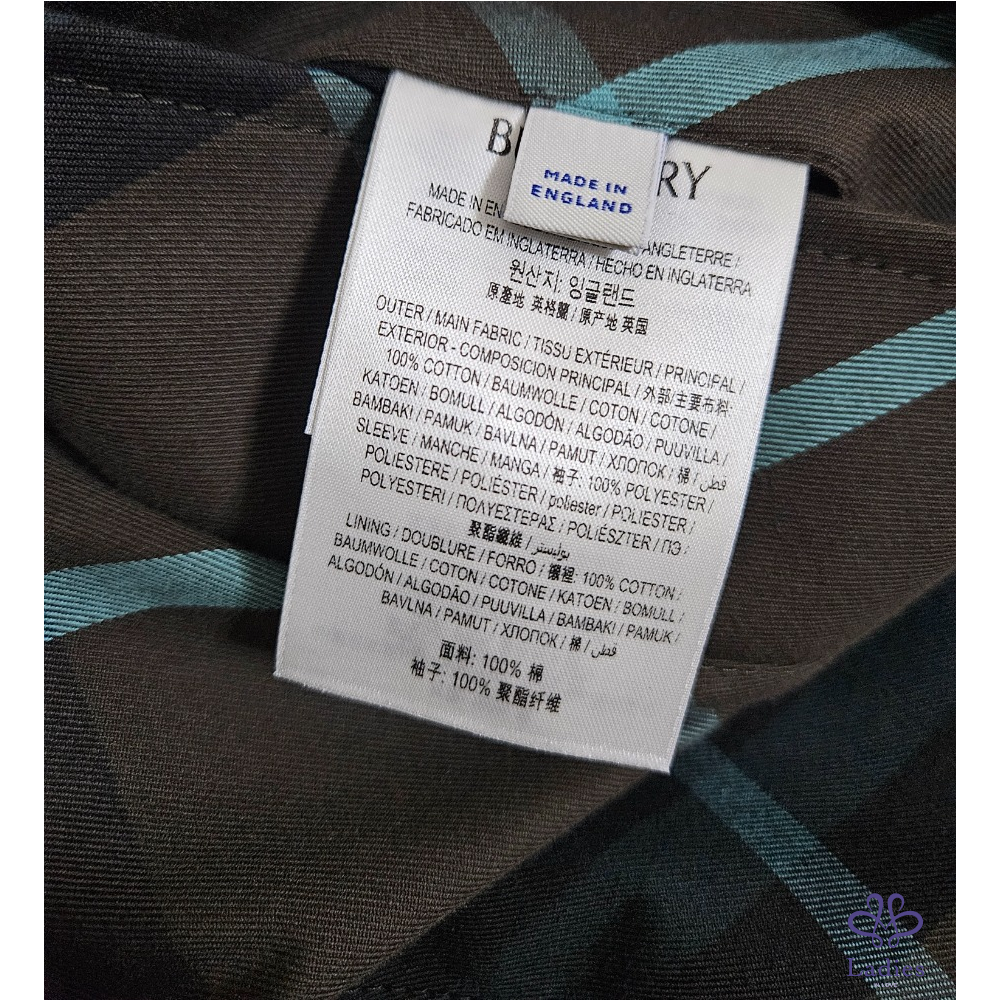 B RY
MADE IN
ENGLAND
MADE IN EN ANGLETERRE /
FABRICADO EM INGLATERRA / HECHO EN INGLATERRA
원산지: 잉글랜드
原產地 英格蘭 / 原产地 英国
OUTER / MAIN FABRIC / TISSU EXTÉRIEUR / PRINCIPAL /
EXTERIOR - COMPOSICION PRINCIPAL / 外部/主要布料:
100% COTTON / BAUMWOLLE / COTON / COTONE /
KATOEN / BOMULL / ALGODÓN / ALGODÃO / PUUVILLA /
BAMBAKI / PAMUK / BAVLNA / PAMUT / ХЛОПОК / 棉 / قطن
SLEEVE / MANCHE / MANGA / 袖子: 100% POLYESTER /
POLIESTERE / POLIÉSTER / poliester / POLIESTER /
POLYESTERI / ΠΟΛΥΕΣΤΕΡΑΣ / POLIÉSZTER / ПЭ /
聚酯纖維 / بوليستر
LINING / DOUBLURE / FORRO / 襯裡: 100% COTTON /
BAUMWOLLE / COTON / COTONE / KATOEN / BOMULL /
ALGODÓN / ALGODÃO / PUUVILLA / BAMBAKI / PAMUK /
BAVLNA / PAMUT / ХЛОПОК / 棉 / قطن
面料: 100% 棉
袖子: 100% 聚酯纤维
Ladies